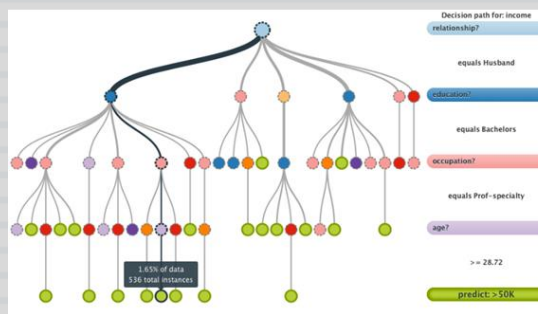 Decision path for: income
relationship?
equals Husband
education?
equals Bachelors
occupation?
equals Prof-specialty
age?
>= 28.72
1.65% of data
536 total instances
predict: >50K